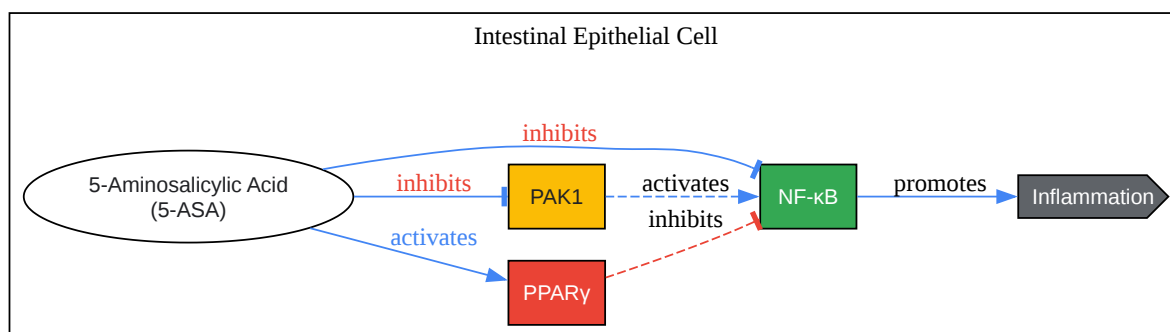 Intestinal Epithelial Cell
inhibits
5-Aminosalicylic Acid
(5-ASA)
inhibits
PAK1
activates
NF-κB
promotes
Inflammation
inhibits
activates
PPARγ